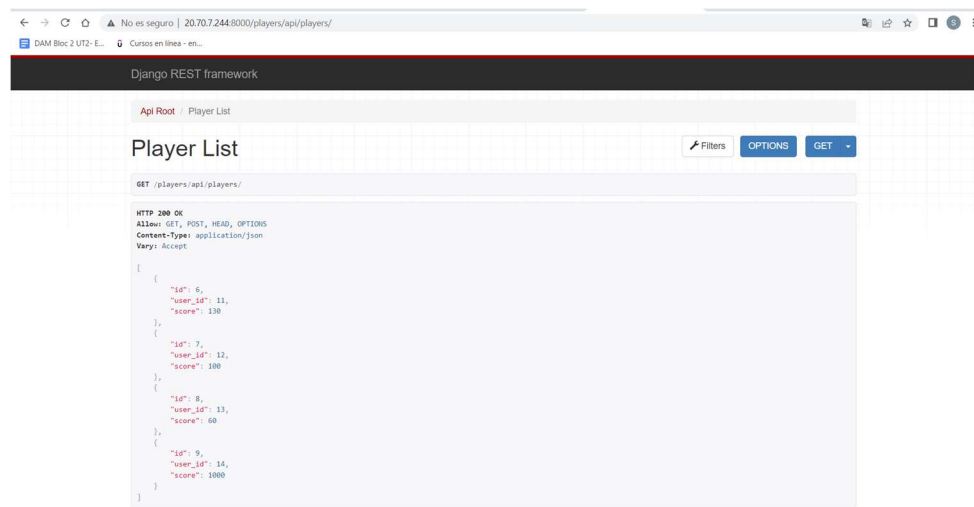 No es seguro | 20.70.7.244:8000/players/api/players/
S
DAM Bloc 2 UT2- E... Cursos en línea - en...
Django REST framework
Api Root / Player List
Player List
Filters OPTIONS GET
GET /players/api/players/
HTTP 200 OK
Allow: GET, POST, HEAD, OPTIONS
Content-Type: application/json
Vary: Accept
[
{
"id": 6,
"user_id": 11,
"score": 130
},
{
"id": 7,
"user_id": 12,
"score": 100
},
{
"id": 8,
"user_id": 13,
"score": 60
},
{
"id": 9,
"user_id": 14,
"score": 1000
}
]